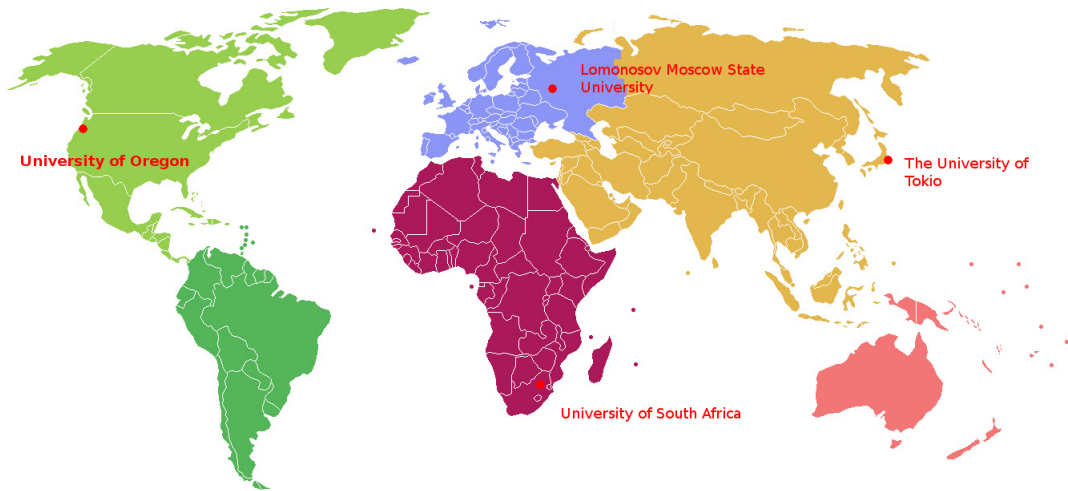 Lomonosov Moscow State
University
University of Oregon
The University of
Tokio
University of South Africa